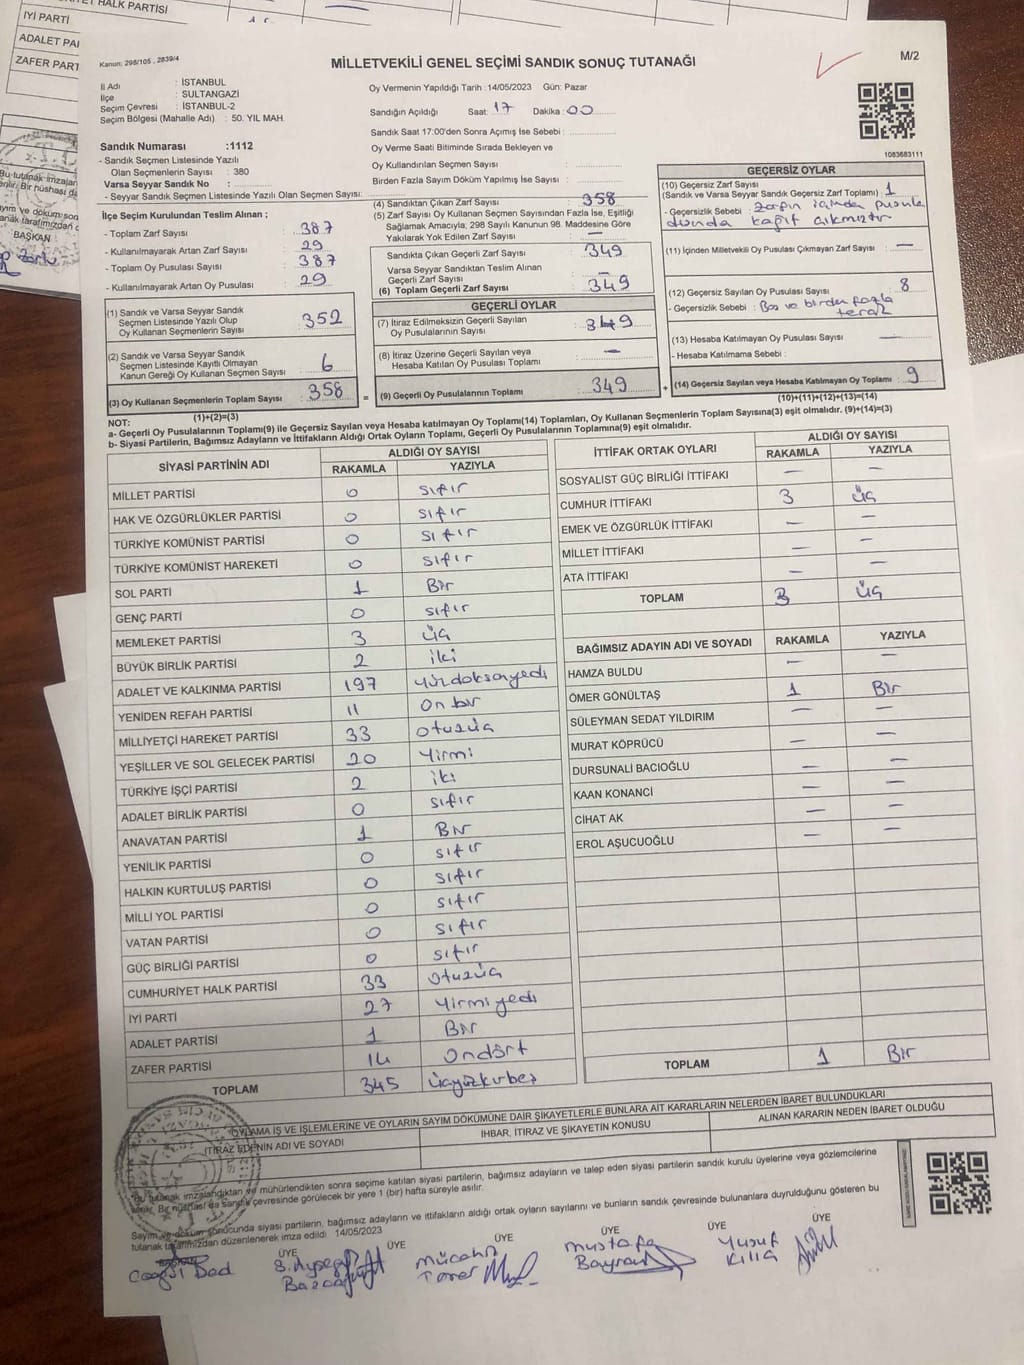 HALK PARTİSİ
İYİ PARTİ
ADALET PA
ZAFER PART
Kanun: 298/105 , 2839/4
MİLLETVEKİLİ GENEL SEÇİMİ SANDIK SONUÇ TUTANAĞI
M/2
İl Adı : İSTANBUL
İlçe : SULTANGAZİ
Seçim Çevresi : İSTANBUL-2
Seçim Bölgesi (Mahalle Adı) : 50. YIL MAH.
Oy Vermenin Yapıldığı Tarih : 14/05/2023 Gün: Pazar
Sandığın Açıldığı Saat: 17 Dakika : 00
Sandık Saat 17:00'den Sonra Açımış İse Sebebi :
Oy Verme Saati Bitiminde Sırada Bekleyen ve
Oy Kullandırılan Seçmen Sayısı :
Birden Fazla Sayım Döküm Yapılmış İse Sayısı :
1083683111
Sandık Numarası :1112
- Sandık Seçmen Listesinde Yazılı
Olan Seçmenlerin Sayısı : 380
Varsa Seyyar Sandık No :
- Seyyar Sandık Seçmen Listesinde Yazılı Olan Seçmen Sayısı:
İlçe Seçim Kurulundan Teslim Alınan ;
- Toplam Zarf Sayısı : 387
- Kullanılmayarak Artan Zarf Sayısı : 29
- Toplam Oy Pusulası Sayısı : 387
- Kullanılmayarak Artan Oy Pusulası : 29
(1) Sandık ve Varsa Seyyar Sandık
Seçmen Listesinde Yazılı Olup
Oy Kullanan Seçmenlerin Sayısı : 352
(2) Sandık ve Varsa Seyyar Sandık
Seçmen Listesinde Kayıtlı Olmayan
Kanun Gereği Oy Kullanan Seçmen Sayısı : 6
(3) Oy Kullanan Seçmenlerin Toplam Sayısı : 358
(1)+(2)=(3)
(4) Sandıktan Çıkan Zarf Sayısı : 358
(5) Zarf Sayısı Oy Kullanan Seçmen Sayısından Fazla İse, Eşitliği
Sağlamak Amacıyla, 298 Sayılı Kanunun 98. Maddesine Göre
Yakılarak Yok Edilen Zarf Sayısı : —
Sandıkta Çıkan Geçerli Zarf Sayısı : 349
Varsa Seyyar Sandıktan Teslim Alınan
Geçerli Zarf Sayısı : —
(6) Toplam Geçerli Zarf Sayısı : 349
GEÇERLİ OYLAR
(7) İtiraz Edilmeksizin Geçerli Sayılan
Oy Pusulalarının Sayısı : 349
(8) İtiraz Üzerine Geçerli Sayılan veya
Hesaba Katılan Oy Pusulası Toplamı : —
= (9) Geçerli Oy Pusulalarının Toplamı : 349
GEÇERSİZ OYLAR
(10) Geçersiz Zarf Sayısı
(Sandık ve Varsa Seyyar Sandık Geçersiz Zarf Toplamı) : 1
- Geçersizlik Sebebi : Zarfın içinden pusula
dışında kağıt çıkmıştır
(11) İçinden Milletvekili Oy Pusulası Çıkmayan Zarf Sayısı : —
(12) Geçersiz Sayılan Oy Pusulası Sayısı : 8
- Geçersizlik Sebebi : Boş ve birden fazla
terck
(13) Hesaba Katılmayan Oy Pusulası Sayısı : —
- Hesaba Katılmama Sebebi :
+ (14) Geçersiz Sayılan veya Hesaba Katılmayan Oy Toplamı : 9
(10)+(11)+(12)+(13)=(14)
NOT:
a- Geçerli Oy Pusulalarının Toplamı(9) ile Geçersiz Sayılan veya Hesaba katılmayan Oy Toplamı(14) Toplamları, Oy Kullanan Seçmenlerin Toplam Sayısına(3) eşit olmalıdır. (9)+(14)=(3)
b- Siyasi Partilerin, Bağımsız Adayların ve İttifakların Aldığı Ortak Oyların Toplamı, Geçerli Oy Pusulalarının Toplamına(9) eşit olmalıdır.
SİYASİ PARTİNİN ADI ALDIĞI OY SAYISI
RAKAMLA YAZIYLA
MİLLET PARTİSİ 0 sıfır
HAK VE ÖZGÜRLÜKLER PARTİSİ 0 sıfır
TÜRKİYE KOMÜNİST PARTİSİ 0 sıfır
TÜRKİYE KOMÜNİST HAREKETİ 0 sıfır
SOL PARTİ 1 Bir
GENÇ PARTİ 0 sıfır
MEMLEKET PARTİSİ 3 üç
BÜYÜK BİRLİK PARTİSİ 2 iki
ADALET VE KALKINMA PARTİSİ 197 yüzdoksanyedi
YENİDEN REFAH PARTİSİ 11 on bir
MİLLİYETÇİ HAREKET PARTİSİ 33 otuzüç
YEŞİLLER VE SOL GELECEK PARTİSİ 20 Yirmi
TÜRKİYE İŞÇİ PARTİSİ 2 iki
ADALET BİRLİK PARTİSİ 0 sıfır
ANAVATAN PARTİSİ 1 Bir
YENİLİK PARTİSİ 0 sıfır
HALKIN KURTULUŞ PARTİSİ 0 sıfır
MİLLİ YOL PARTİSİ 0 sıfır
VATAN PARTİSİ 0 sıfır
GÜÇ BİRLİĞİ PARTİSİ 0 sıfır
CUMHURİYET HALK PARTİSİ 33 otuzüç
İYİ PARTİ 27 Yirmiyedi
ADALET PARTİSİ 1 Bir
ZAFER PARTİSİ 14 ondört
TOPLAM 345 üçyüzkırbeş
İTTİFAK ORTAK OYLARI ALDIĞI OY SAYISI
RAKAMLA YAZIYLA
SOSYALIST GÜÇ BİRLİĞİ İTTİFAKI — —
CUMHUR İTTİFAKI 3 üç
EMEK VE ÖZGÜRLÜK İTTİFAKI — —
MİLLET İTTİFAKI — —
ATA İTTİFAKI — —
TOPLAM 3 üç
BAĞIMSIZ ADAYIN ADI VE SOYADI RAKAMLA YAZIYLA
HAMZA BULDU — —
ÖMER GÖNÜLTAŞ 1 Bir
SÜLEYMAN SEDAT YILDIRIM — —
MURAT KÖPRÜCÜ — —
DURSUNALİ BACIOĞLU — —
KAAN KONANCİ — —
CİHAT AK — —
EROL AŞUCUOĞLU — —
TOPLAM 1 Bir
OYLAMA İŞ VE İŞLEMLERİNE VE OYLARIN SAYIM DÖKÜMÜNE DAİR ŞİKAYETLERLE BUNLARA AİT KARARLARIN NELERDEN İBARET BULUNDUKLARI
İTİRAZ EDENİN ADI VE SOYADI İHBAR, İTİRAZ VE ŞİKAYETİN KONUSU ALINAN KARARIN NEDEN İBARET OLDUĞU
*Bu tutanak imzalandıktan ve mühürlendikten sonra seçime katılan siyasi partilerin, bağımsız adayların ve talep eden siyasi partilerin sandık kurulu üyelerine veya gözlemcilerine
verilir. Bir nüshası da sandık çevresinde görülecek bir yere 1 (bir) hafta süreyle asılır.
Sayım ve döküm sonucunda siyasi partilerin, bağımsız adayların ve ittifakların aldığı ortak oyların sayılarını ve bunların sandık çevresinde bulunanlara duyrulduğunu gösteren bu
tutanak tarafımızdan düzenlenerek imza edildi 14/05/2023
ÜYE ÜYE ÜYE ÜYE ÜYE ÜYE
Mücahit Mustafa Yusuf
Bayrak Kılıç